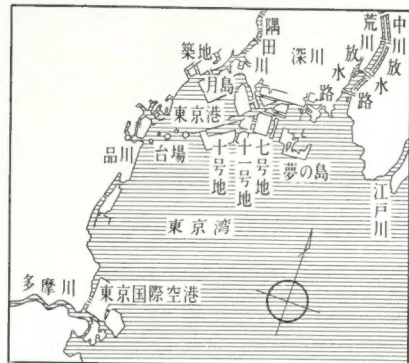 中川放水路
荒川放水路
隅田川
深川
築地
月島
東京港
品川
台場
十号地
十一号地
七号地
夢の島
江戸川
東京湾
多摩川
東京国際空港